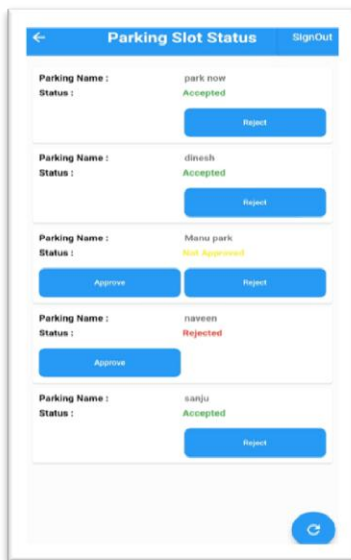 Parking Slot Status SignOut
Parking Name : park now
Status : Accepted
Reject
Parking Name : dinesh
Status : Accepted
Reject
Parking Name : Manu park
Status : Not Approved
Approve Reject
Parking Name : naveen
Status : Rejected
Approve
Parking Name : sanju
Status : Accepted
Reject